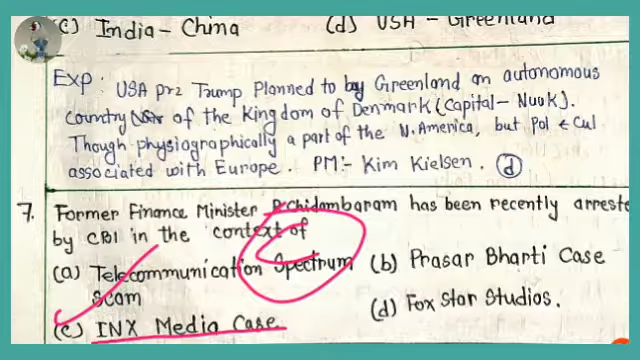 (c) India - China (d) USA - Greenland
Exp: USA prz Trump Planned to by Greenland an autonomous
country of the Kingdom of Denmark (Capital - Nuuk).
Though physiographically a part of the N. America, but Pol & Cul
associated with Europe. PM:- Kim Kielsen. (d)
7. Former Finance Minister P. Chidambaram has been recently arreste
by CBI in the context of
(a) Telecommunication Spectrum (b) Prasar Bharti Case
Scam (d) Fox Star Studios.
(c) INX Media Case